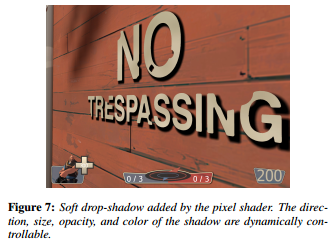 NO
TRESPASSING
0 / 3 0 / 3 200
Figure 7: Soft drop-shadow added by the pixel shader. The direc-
tion, size, opacity, and color of the shadow are dynamically con-
trollable.